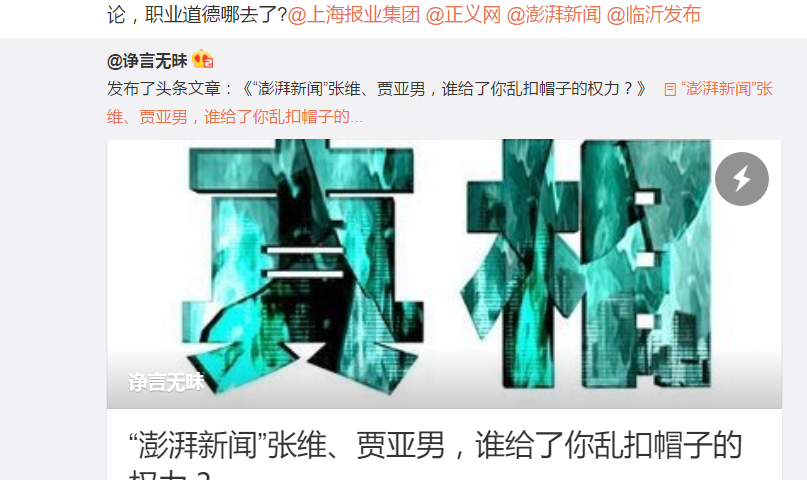 论，职业道德哪去了?@上海报业集团 @正义网 @澎湃新闻 @临沂发布
@诤言无昧
发布了头条文章：《“澎湃新闻”张维、贾亚男，谁给了你乱扣帽子的权力？》 “澎湃新闻”张
维、贾亚男，谁给了你乱扣帽子的...
真相
诤言无昧
“澎湃新闻”张维、贾亚男，谁给了你乱扣帽子的
权力？